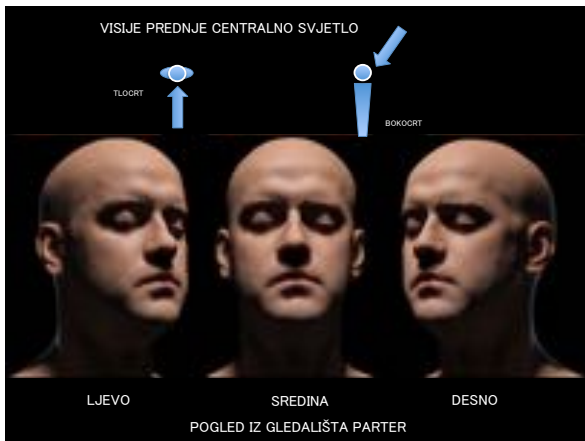 VISIJE PREDNJE CENTRALNO SVJETLO
TLOCRT
BOKOCRT
LJEVO
SREDINA
DESNO
POGLED IZ GLEDALIŠTA PARTER